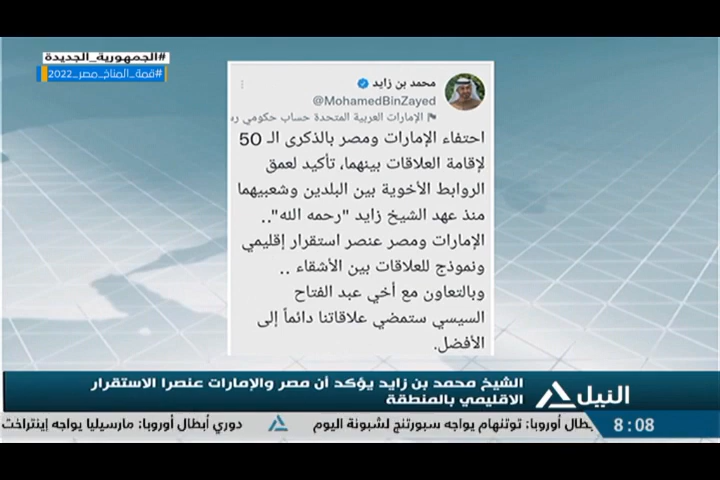 #الجمهورية_الجديدة
#قمة_المناخ_مصر_2022
محمد بن زايد
@MohamedBinZayed
الإمارات العربية المتحدة حساب حكومي
احتفاء الإمارات ومصر بالذكرى الـ 50
لإقامة العلاقات بينهما، تأكيد لعمق
الروابط الأخوية بين البلدين وشعبيهما
منذ عهد الشيخ زايد "رحمه الله"..
الإمارات ومصر عنصر استقرار إقليمي
ونموذج للعلاقات بين الأشقاء ..
وبالتعاون مع أخي عبد الفتاح
السيسي ستمضي علاقاتنا دائماً إلى
الأفضل.
الشيخ محمد بن زايد يؤكد أن مصر والإمارات عنصرا الاستقرار
الاقليمي بالمنطقة
النيل
8:08
بطال أوروبا: توتنهام يواجه سبورتنج لشبونة اليوم
دوري أبطال أوروبا: مارسيليا يواجه إينتراخت